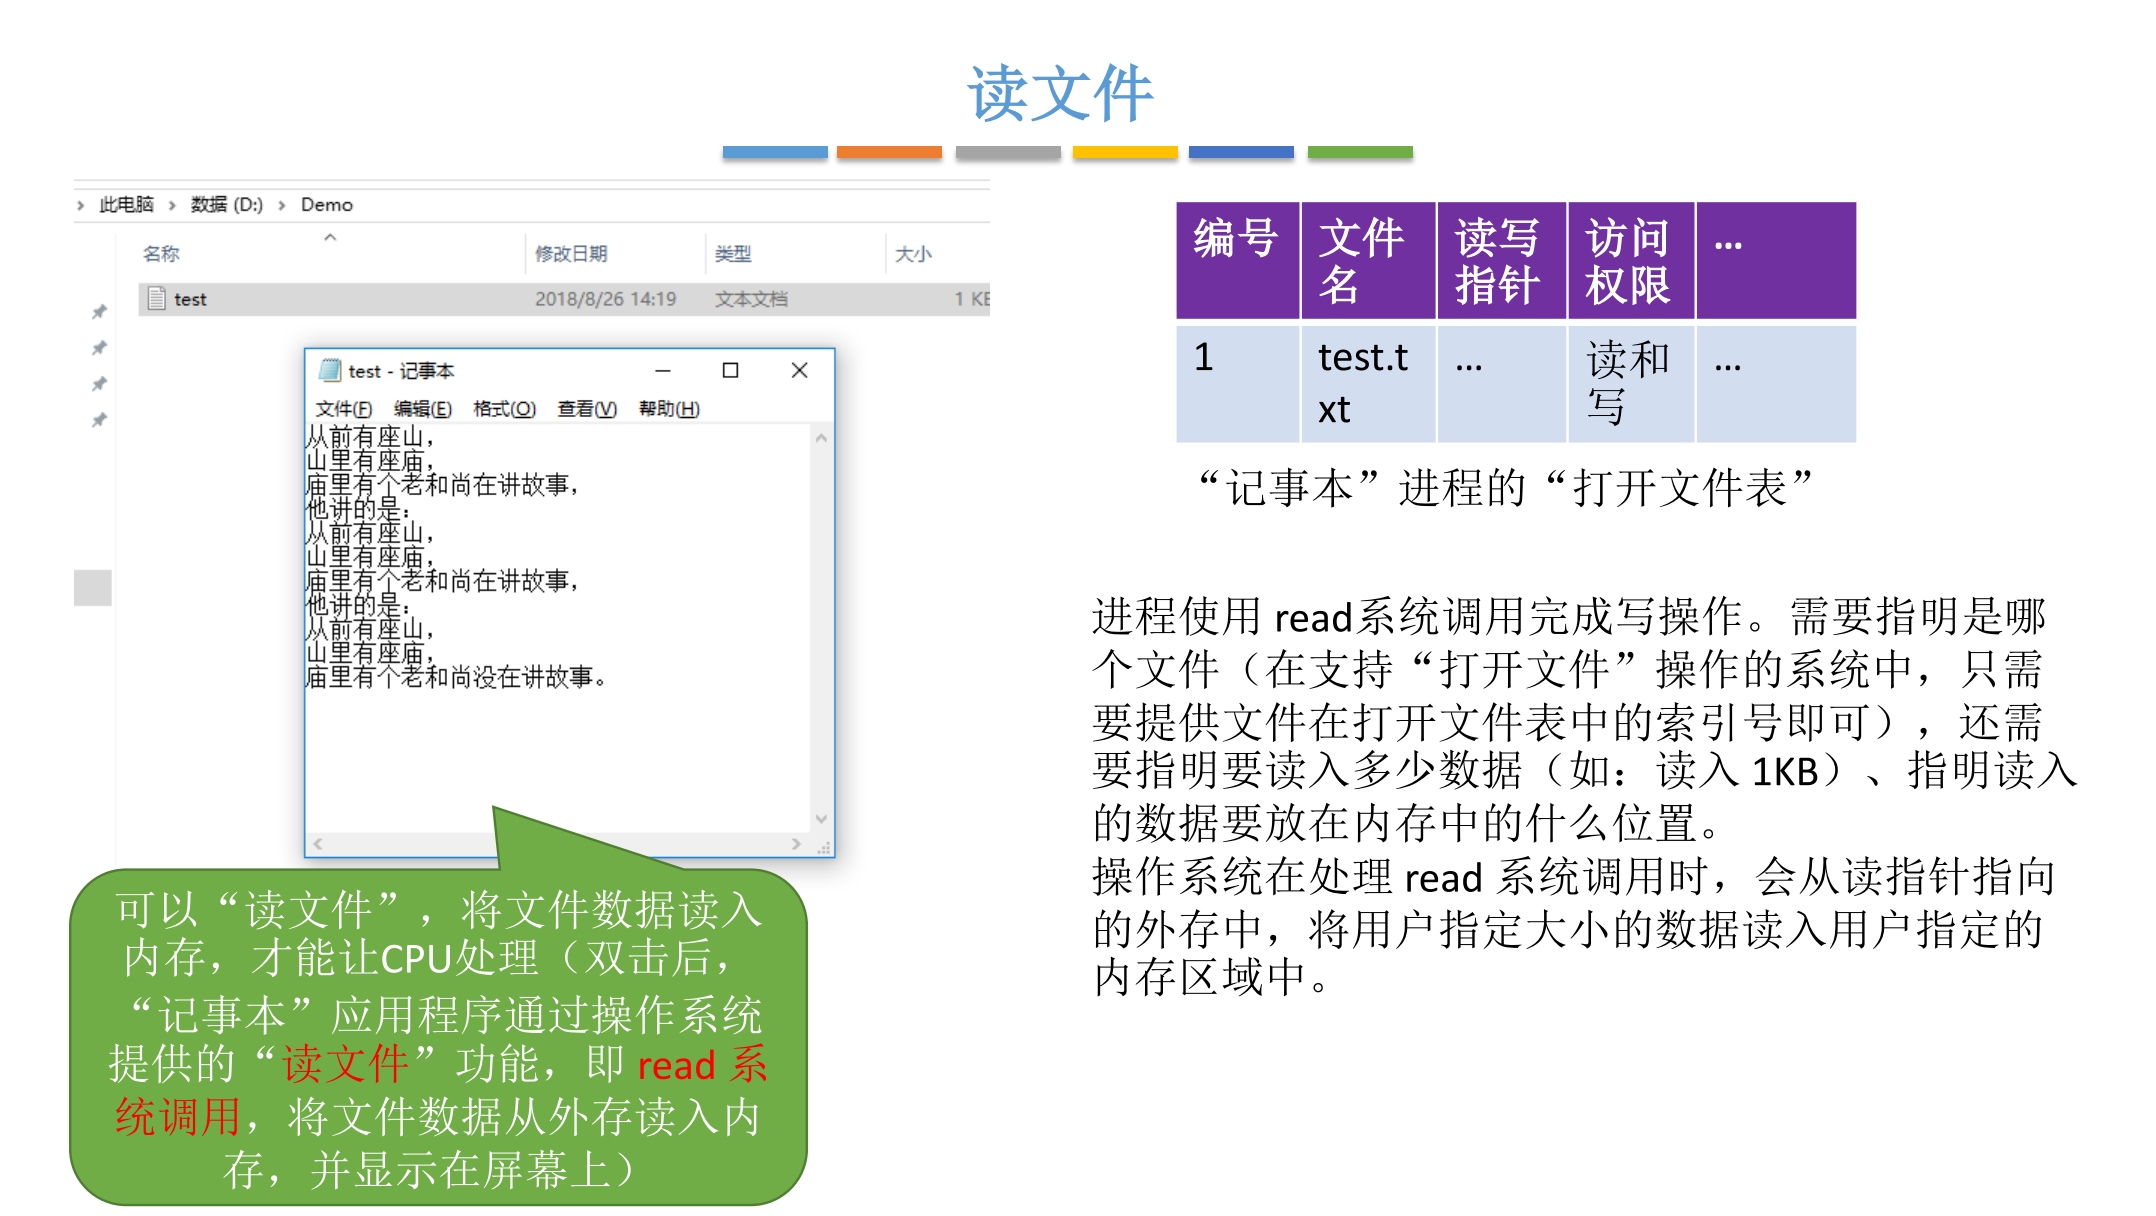 读文件
此电脑 › 数据 (D:) › Demo
名称 修改日期 类型 大小
test 2018/8/26 14:19 文本文档 1 KE
test - 记事本
文件(F) 编辑(E) 格式(O) 查看(V) 帮助(H)
从前有座山，
山里有座庙，
庙里有个老和尚在讲故事，
他讲的是：
从前有座山，
山里有座庙，
庙里有个老和尚在讲故事，
他讲的是：
从前有座山，
山里有座庙，
庙里有个老和尚没在讲故事。
可以“读文件”，将文件数据读入
内存，才能让CPU处理（双击后，
“记事本”应用程序通过操作系统
提供的“读文件”功能，即 read 系
统调用，将文件数据从外存读入内
存，并显示在屏幕上）
编号 文件 读写 访问 ...
名 指针 权限
1 test.t ... 读和 ...
xt 写
“记事本”进程的“打开文件表”
进程使用 read系统调用完成写操作。需要指明是哪
个文件（在支持“打开文件”操作的系统中，只需
要提供文件在打开文件表中的索引号即可），还需
要指明要读入多少数据（如：读入 1KB）、指明读入
的数据要放在内存中的什么位置。
操作系统在处理 read 系统调用时，会从读指针指向
的外存中，将用户指定大小的数据读入用户指定的
内存区域中。